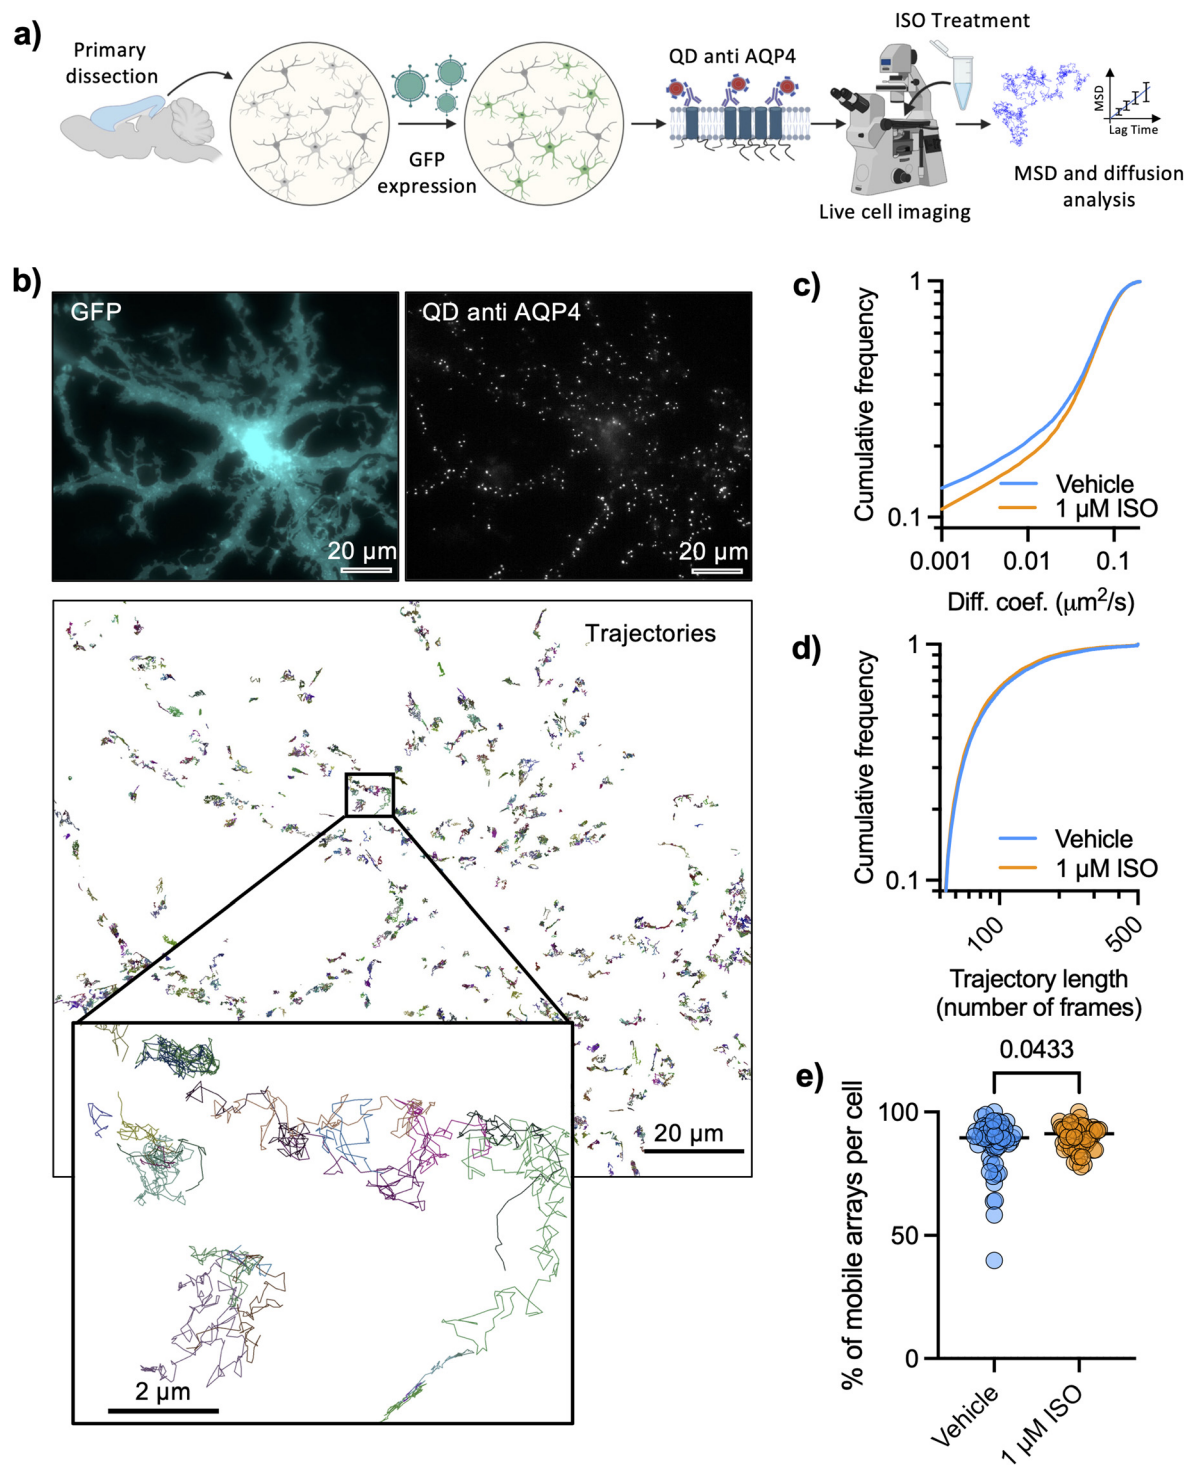 a)
Primary
dissection
GFP
expression
QD anti AQP4
ISO Treatment
Live cell imaging
MSD
Lag Time
MSD and diffusion
analysis
b)
GFP
20 μm
QD anti AQP4
20 μm
Trajectories
20 μm
2 μm
c)
Cumulative frequency
1
0.1
Vehicle
1 μM ISO
0.001
0.01
0.1
Diff. coef. (μm²/s)
d)
Cumulative frequency
1
0.1
Vehicle
1 μM ISO
100
500
Trajectory length
(number of frames)
e)
0.0433
% of mobile arrays per cell
100
50
0
Vehicle
1 μM ISO